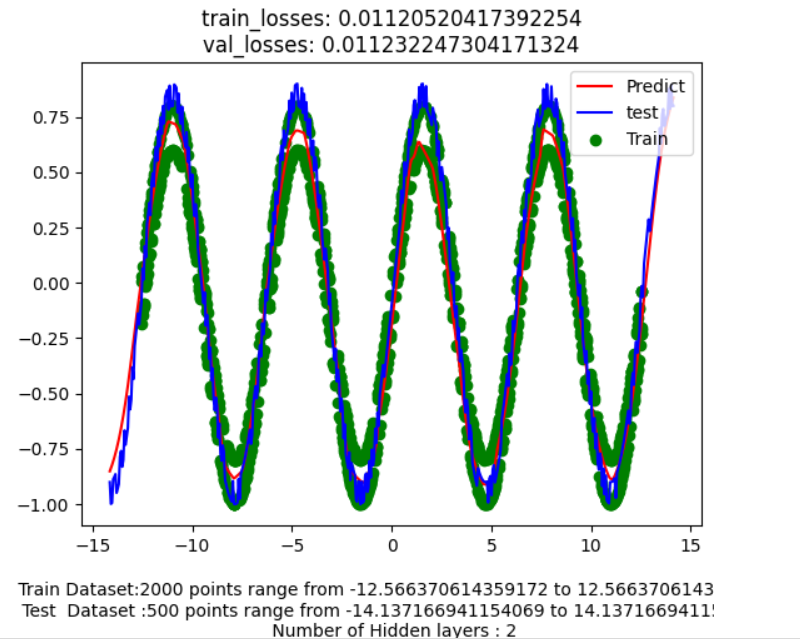 train_losses: 0.01120520417392254
val_losses: 0.011232247304171324
Predict
test
Train
0.75
0.50
0.25
0.00
−0.25
−0.50
−0.75
−1.00
−15
−10
−5
0
5
10
15
Train Dataset:2000 points range from -12.566370614359172 to 12.5663706143
Test  Dataset :500 points range from -14.137166941154069 to 14.13716694115
Number of Hidden layers : 2